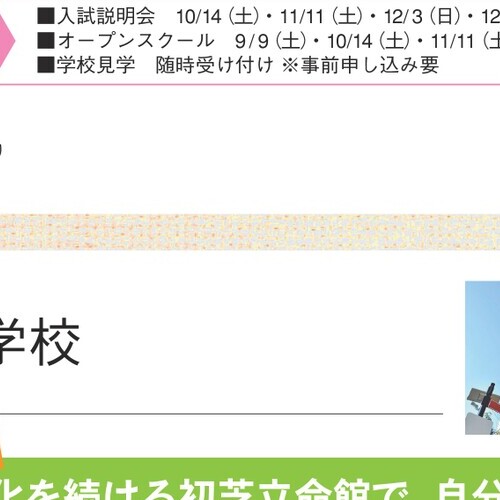 ■入試説明会 10/14（土）・11/11（土）・12/3（日）・12
■オープンスクール 9/9（土）・10/14（土）・11/11（土
■学校見学 随時受け付け ※事前申し込み要
学校
化を続ける初芝立命館で、自分